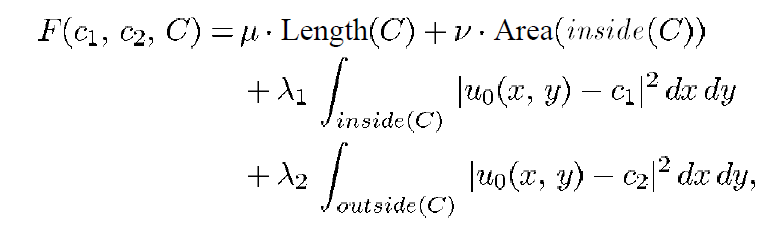 F(c₁, c₂, C) = μ · Length(C) + ν · Area(inside(C))
+ λ₁ ∫_{inside(C)} |u₀(x, y) − c₁|² dx dy
+ λ₂ ∫_{outside(C)} |u₀(x, y) − c₂|² dx dy,